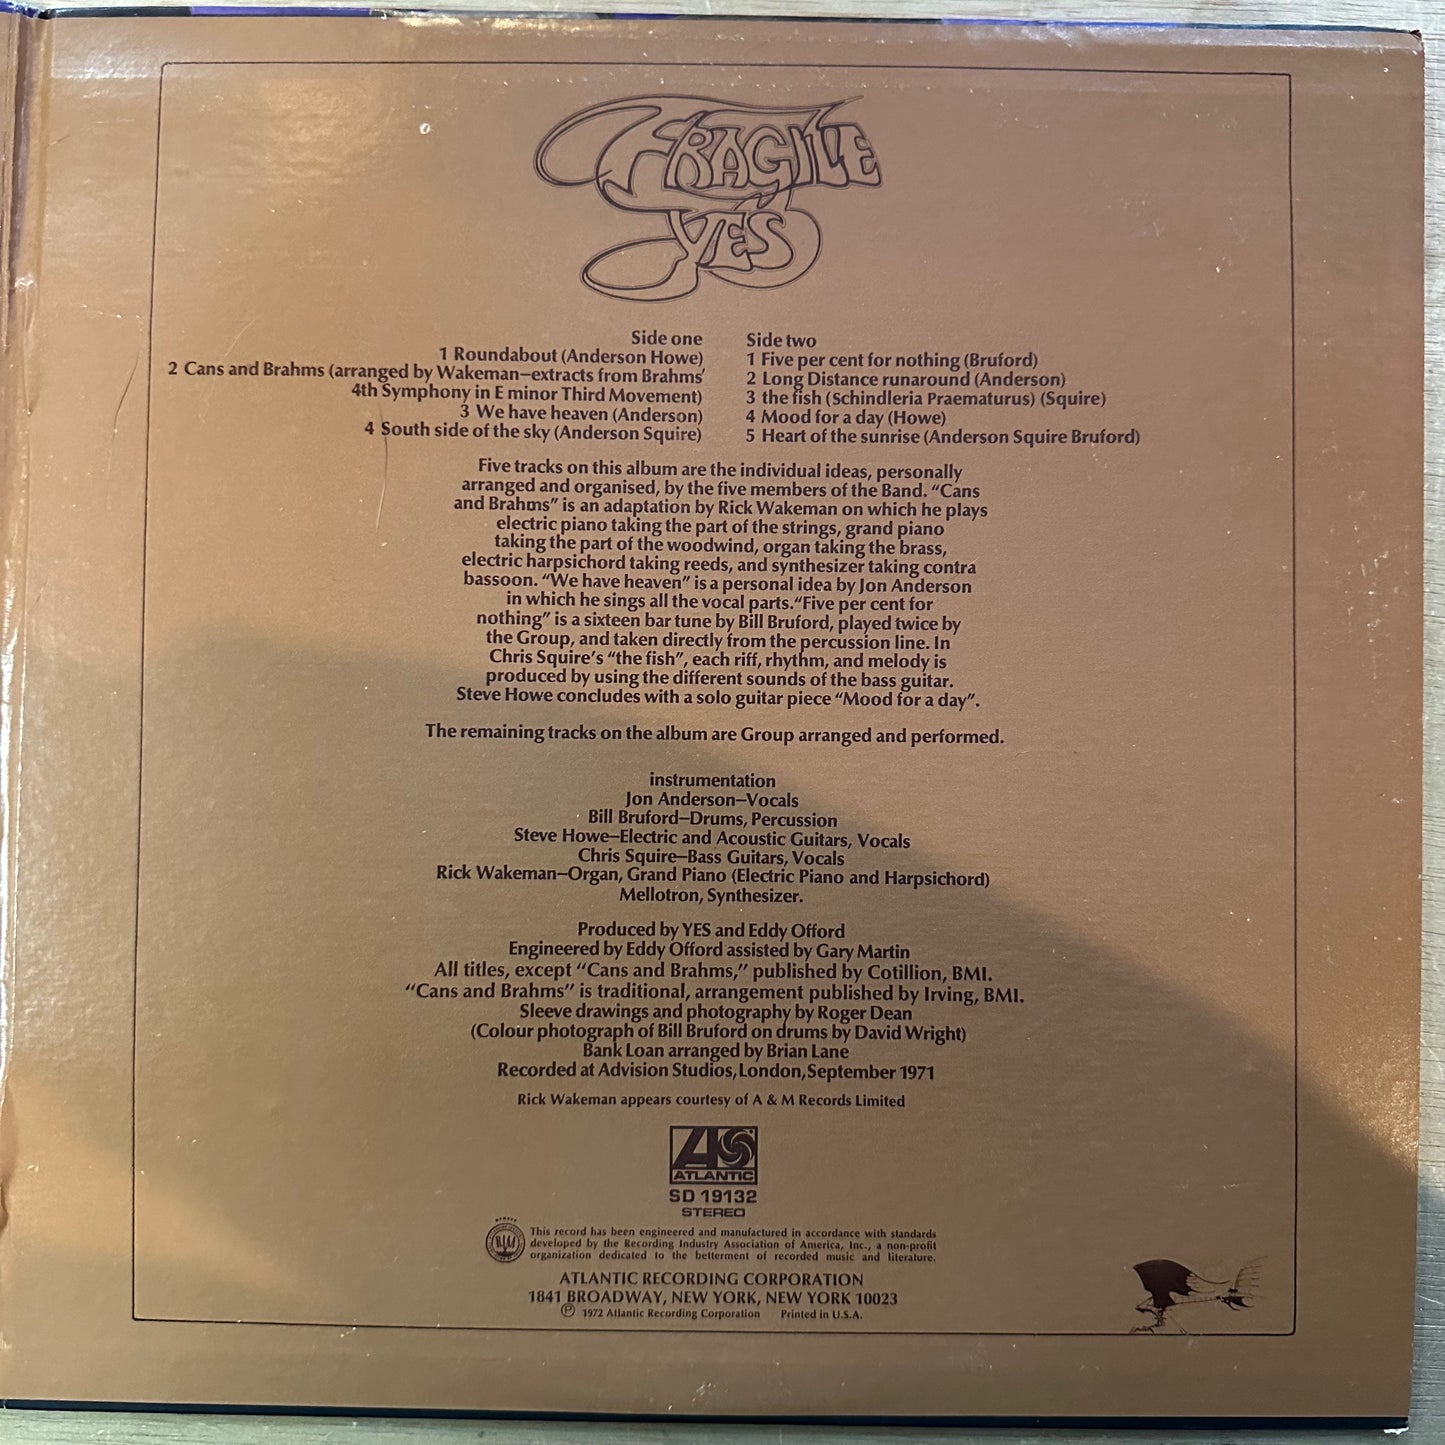 FRAGILE
YES
Side one
1 Roundabout (Anderson Howe)
2 Cans and Brahms (arranged by Wakeman—extracts from Brahms'
4th Symphony in E minor Third Movement)
3 We have heaven (Anderson)
4 South side of the sky (Anderson Squire)
Side two
1 Five per cent for nothing (Bruford)
2 Long Distance runaround (Anderson)
3 the fish (Schindleria Praematurus) (Squire)
4 Mood for a day (Howe)
5 Heart of the sunrise (Anderson Squire Bruford)
Five tracks on this album are the individual ideas, personally
arranged and organised, by the five members of the Band. “Cans
and Brahms” is an adaptation by Rick Wakeman on which he plays
electric piano taking the part of the strings, grand piano
taking the part of the woodwind, organ taking the brass,
electric harpsichord taking reeds, and synthesizer taking contra
bassoon. “We have heaven” is a personal idea by Jon Anderson
in which he sings all the vocal parts.“Five per cent for
nothing” is a sixteen bar tune by Bill Bruford, played twice by
the Group, and taken directly from the percussion line. In
Chris Squire's “the fish”, each riff, rhythm, and melody is
produced by using the different sounds of the bass guitar.
Steve Howe concludes with a solo guitar piece “Mood for a day”.
The remaining tracks on the album are Group arranged and performed.
instrumentation
Jon Anderson—Vocals
Bill Bruford—Drums, Percussion
Steve Howe—Electric and Acoustic Guitars, Vocals
Chris Squire—Bass Guitars, Vocals
Rick Wakeman—Organ, Grand Piano (Electric Piano and Harpsichord)
Mellotron, Synthesizer.
Produced by YES and Eddy Offord
Engineered by Eddy Offord assisted by Gary Martin
All titles, except “Cans and Brahms,” published by Cotillion, BMI.
“Cans and Brahms” is traditional, arrangement published by Irving, BMI.
Sleeve drawings and photography by Roger Dean
(Colour photograph of Bill Bruford on drums by David Wright)
Bank Loan arranged by Brian Lane
Recorded at Advision Studios, London, September 1971
Rick Wakeman appears courtesy of A & M Records Limited
ATLANTIC
SD 19132
STEREO
This record has been engineered and manufactured in accordance with standards
developed by the Recording Industry Association of America, Inc., a non-profit
organization dedicated to the betterment of recorded music and literature.
ATLANTIC RECORDING CORPORATION
1841 BROADWAY, NEW YORK, NEW YORK 10023
℗ 1972 Atlantic Recording Corporation Printed in U.S.A.